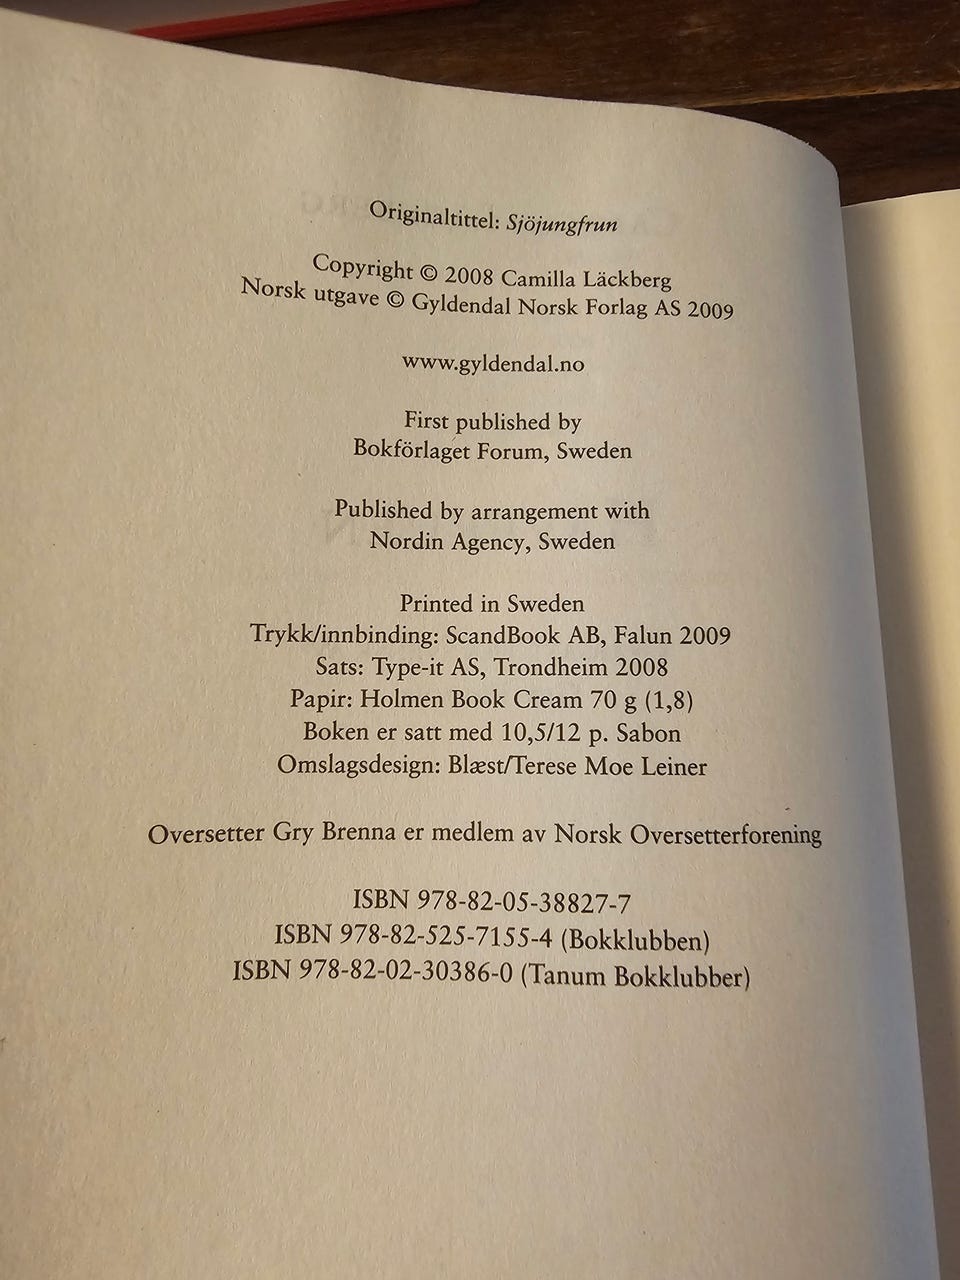 Originaltittel: Sjöjungfrun
Copyright © 2008 Camilla Läckberg
Norsk utgave © Gyldendal Norsk Forlag AS 2009
www.gyldendal.no
First published by
Bokförlaget Forum, Sweden
Published by arrangement with
Nordin Agency, Sweden
Printed in Sweden
Trykk/innbinding: ScandBook AB, Falun 2009
Sats: Type-it AS, Trondheim 2008
Papir: Holmen Book Cream 70 g (1,8)
Boken er satt med 10,5/12 p. Sabon
Omslagsdesign: Blæst/Terese Moe Leiner
Oversetter Gry Brenna er medlem av Norsk Oversetterforening
ISBN 978-82-05-38827-7
ISBN 978-82-525-7155-4 (Bokklubben)
ISBN 978-82-02-30386-0 (Tanum Bokklubber)